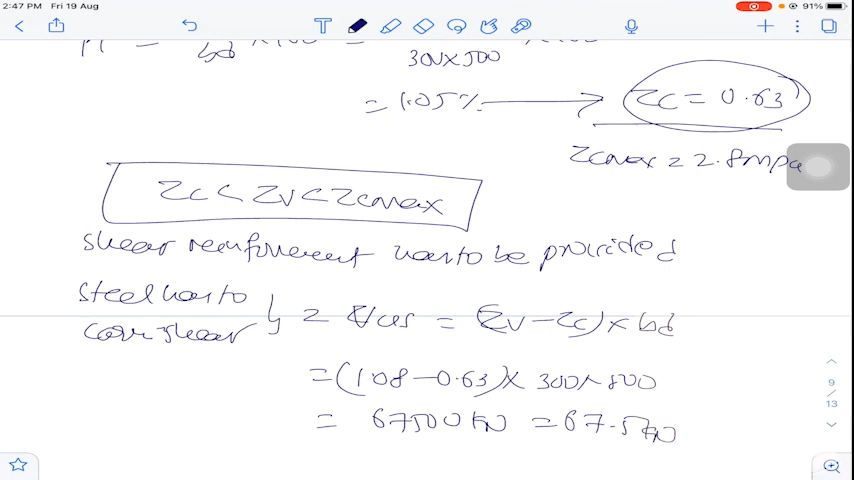 2:47 PM Fri 19 Aug 91%
300x500
= 1.05% → τc = 0.63
τcmax = 2.8mpa
τc < τv < τcmax
shear reinforcement has to be provided
steel has to carry shear } = Vus = (τv - τc) x bd
= (1.08 - 0.63) x 300 x 500
= 67500 KN = 67.5 KN
9 / 13